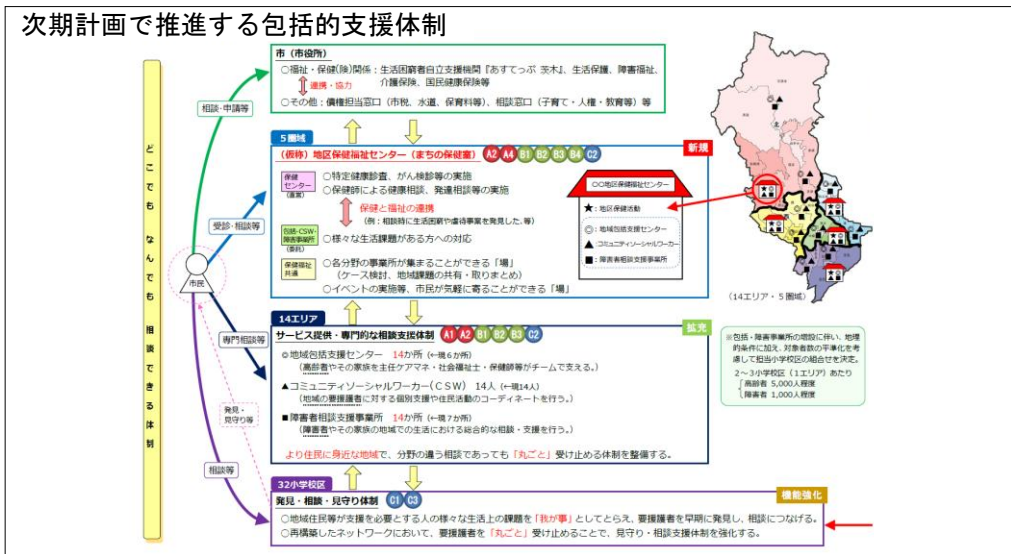 次期計画で推進する包括的支援体制
どこでも なんでも 相談できる体制
市民
相談・申請等
受診・相談等
専門相談等
発見・
見守り等
相談等
市（市役所）
○福祉・保健(険)関係：生活困窮者自立支援機関『あすてっぷ 茨木』、生活保護、障害福祉、
介護保険、国民健康保険等
連携・協力
○その他：債権担当窓口（市税、水道、保育料等）、相談窓口（子育て・人権・教育等）等
5圏域
新規
（仮称）地区保健福祉センター（まちの保健室） A2 A4 B1 B2 B3 B4 C2
保健
センター
（直営）
○特定健康診査、がん検診等の実施
○保健師による健康相談、発達相談等の実施
保健と福祉の連携
（例：相談時に生活困窮や虐待事案を発見した。等）
包括・CSW・
障害事業所
（委託）
○様々な生活課題がある方への対応
保健福祉
共通
○各分野の事業所が集まることができる「場」
（ケース検討、地域課題の共有・取りまとめ）
○イベントの実施等、市民が気軽に寄ることができる「場」
○○地区保健福祉センター
★：地区保健活動
◎：地域包括支援センター
▲：コミュニティソーシャルワーカー
■：障害者相談支援事業所
（14エリア・5圏域）
14エリア
拡充
サービス提供・専門的な相談支援体制 A1 A2 B1 B2 B3 C2
◎地域包括支援センター 14か所（←現6か所）
（高齢者やその家族を主任ケアマネ・社会福祉士・保健師等がチームで支える。）
▲コミュニティソーシャルワーカー（CSW） 14人（←現14人）
（地域の要援護者に対する個別支援や住民活動のコーディネートを行う。）
■障害者相談支援事業所 14か所（←現7か所）
（障害者やその家族の地域での生活における総合的な相談・支援を行う。）
より住民に身近な地域で、分野の違う相談であっても「丸ごと」受け止める体制を整備する。
※包括・障害事業所の増設に伴い、地理
的条件に加え、対象者数の平準化を考
慮して担当小学校区の組合せを決定。
2～3小学校区（1エリア）あたり
高齢者 5,000人程度
障害者 1,000人程度
32小学校区
機能強化
発見・相談・見守り体制 C1 C3
○地域住民等が支援を必要とする人の様々な生活上の課題を「我が事」としてとらえ、要援護者を早期に発見し、相談につなげる。
○再構築したネットワークにおいて、要援護者を「丸ごと」受け止めることで、見守り・相談支援体制を強化する。